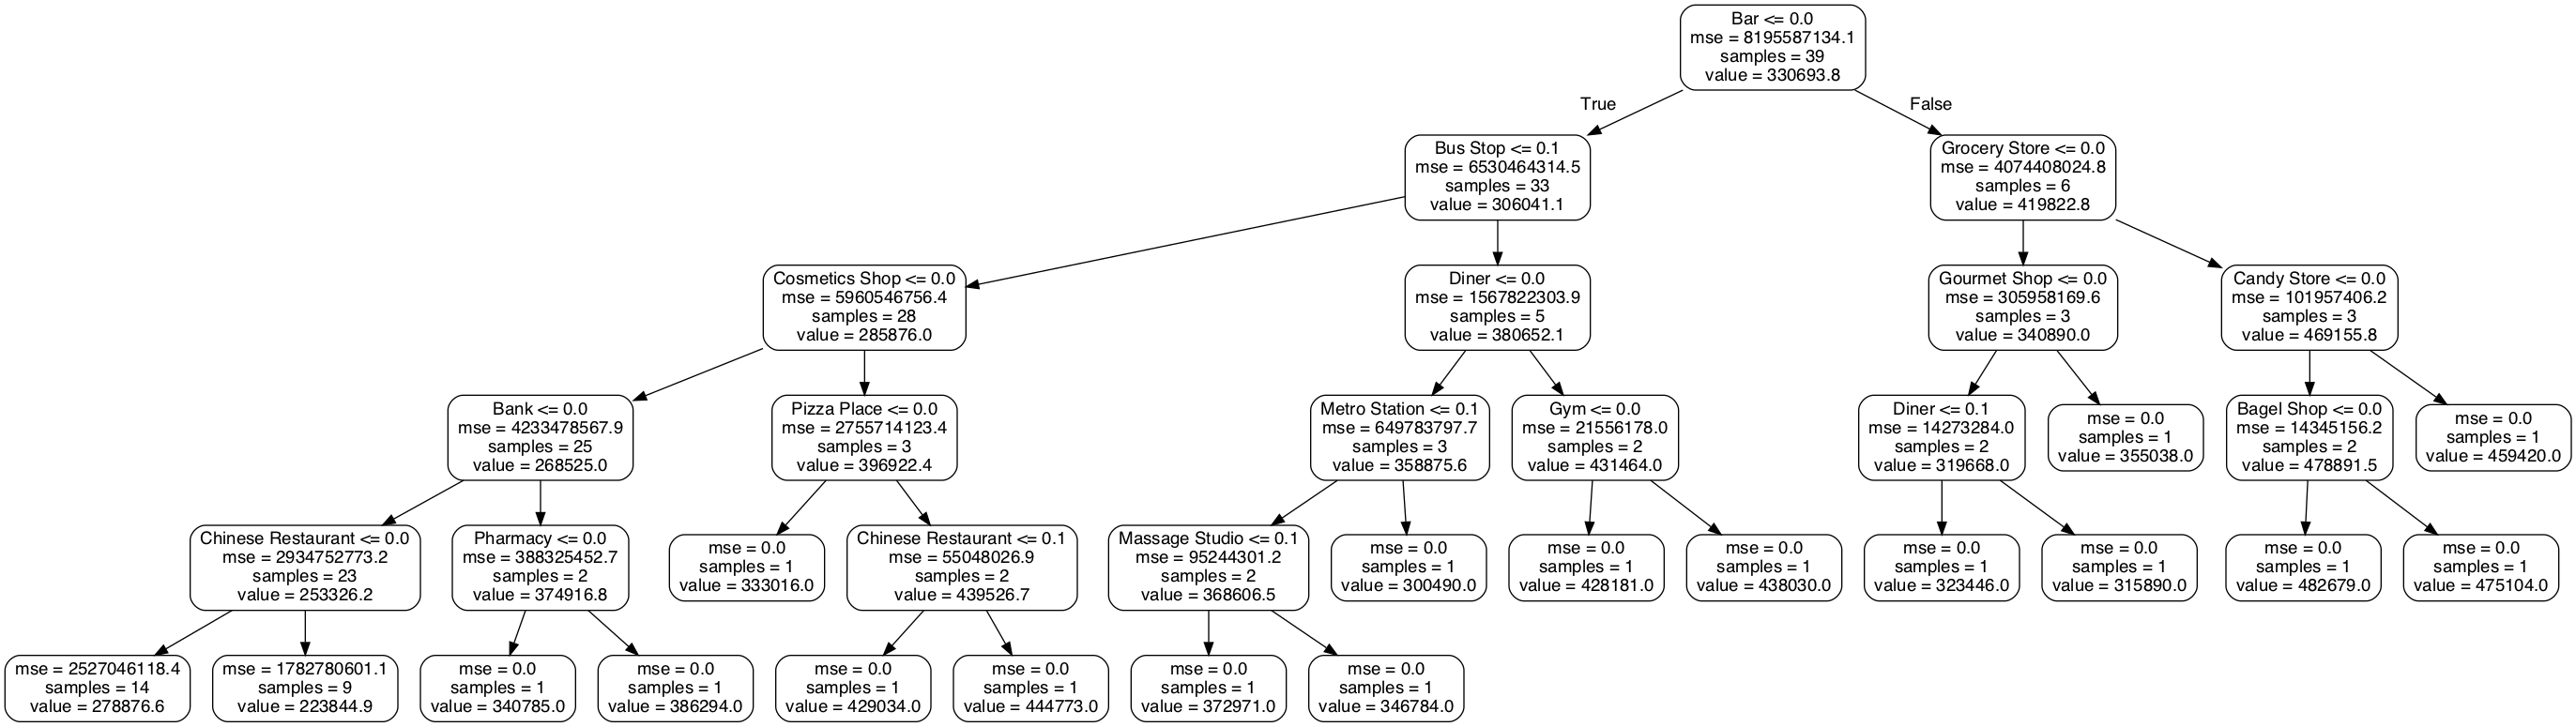 Bar <= 0.0
mse = 8195587134.1
samples = 39
value = 330693.8
True
False
Bus Stop <= 0.1
mse = 6530464314.5
samples = 33
value = 306041.1
Grocery Store <= 0.0
mse = 4074408024.8
samples = 6
value = 419822.8
Cosmetics Shop <= 0.0
mse = 5960546756.4
samples = 28
value = 285876.0
Diner <= 0.0
mse = 1567822303.9
samples = 5
value = 380652.1
Gourmet Shop <= 0.0
mse = 305958169.6
samples = 3
value = 340890.0
Candy Store <= 0.0
mse = 101957406.2
samples = 3
value = 469155.8
Bank <= 0.0
mse = 4233478567.9
samples = 25
value = 268525.0
Pizza Place <= 0.0
mse = 2755714123.4
samples = 3
value = 396922.4
Metro Station <= 0.1
mse = 649783797.7
samples = 3
value = 358875.6
Gym <= 0.0
mse = 21556178.0
samples = 2
value = 431464.0
Diner <= 0.1
mse = 14273284.0
samples = 2
value = 319668.0
mse = 0.0
samples = 1
value = 355038.0
Bagel Shop <= 0.0
mse = 14345156.2
samples = 2
value = 478891.5
mse = 0.0
samples = 1
value = 459420.0
Chinese Restaurant <= 0.0
mse = 2934752773.2
samples = 23
value = 253326.2
Pharmacy <= 0.0
mse = 388325452.7
samples = 2
value = 374916.8
mse = 0.0
samples = 1
value = 333016.0
Chinese Restaurant <= 0.1
mse = 55048026.9
samples = 2
value = 439526.7
Massage Studio <= 0.1
mse = 95244301.2
samples = 2
value = 368606.5
mse = 0.0
samples = 1
value = 300490.0
mse = 0.0
samples = 1
value = 428181.0
mse = 0.0
samples = 1
value = 438030.0
mse = 0.0
samples = 1
value = 323446.0
mse = 0.0
samples = 1
value = 315890.0
mse = 0.0
samples = 1
value = 482679.0
mse = 0.0
samples = 1
value = 475104.0
mse = 2527046118.4
samples = 14
value = 278876.6
mse = 1782780601.1
samples = 9
value = 223844.9
mse = 0.0
samples = 1
value = 340785.0
mse = 0.0
samples = 1
value = 386294.0
mse = 0.0
samples = 1
value = 429034.0
mse = 0.0
samples = 1
value = 444773.0
mse = 0.0
samples = 1
value = 372971.0
mse = 0.0
samples = 1
value = 346784.0